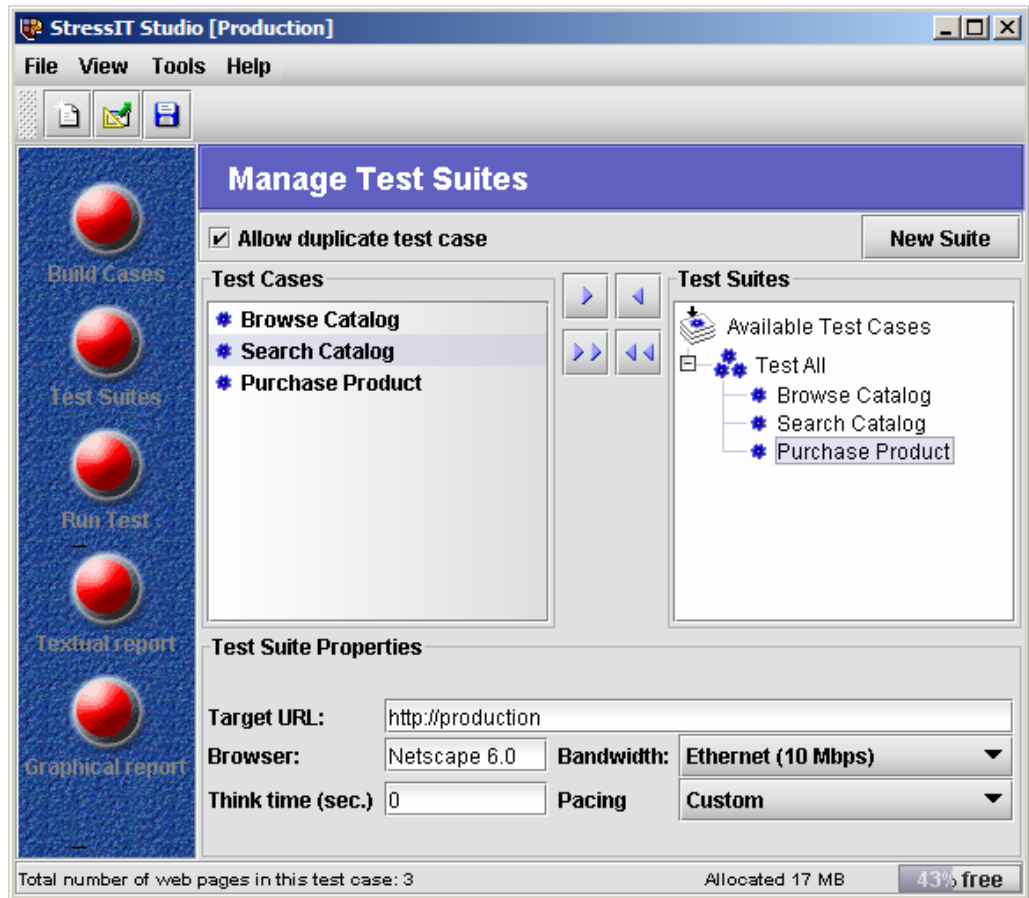 StressIT Studio [Production]
File View Tools Help
Manage Test Suites
Allow duplicate test case
New Suite
Build Cases
Test Suites
Run Test
Textual report
Graphical report
Test Cases
Browse Catalog
Search Catalog
Purchase Product
Test Suites
Available Test Cases
Test All
Browse Catalog
Search Catalog
Purchase Product
Test Suite Properties
Target URL: http://production
Browser: Netscape 6.0 Bandwidth: Ethernet (10 Mbps)
Think time (sec.) 0 Pacing Custom
Total number of web pages in this test case: 3 Allocated 17 MB 43% free